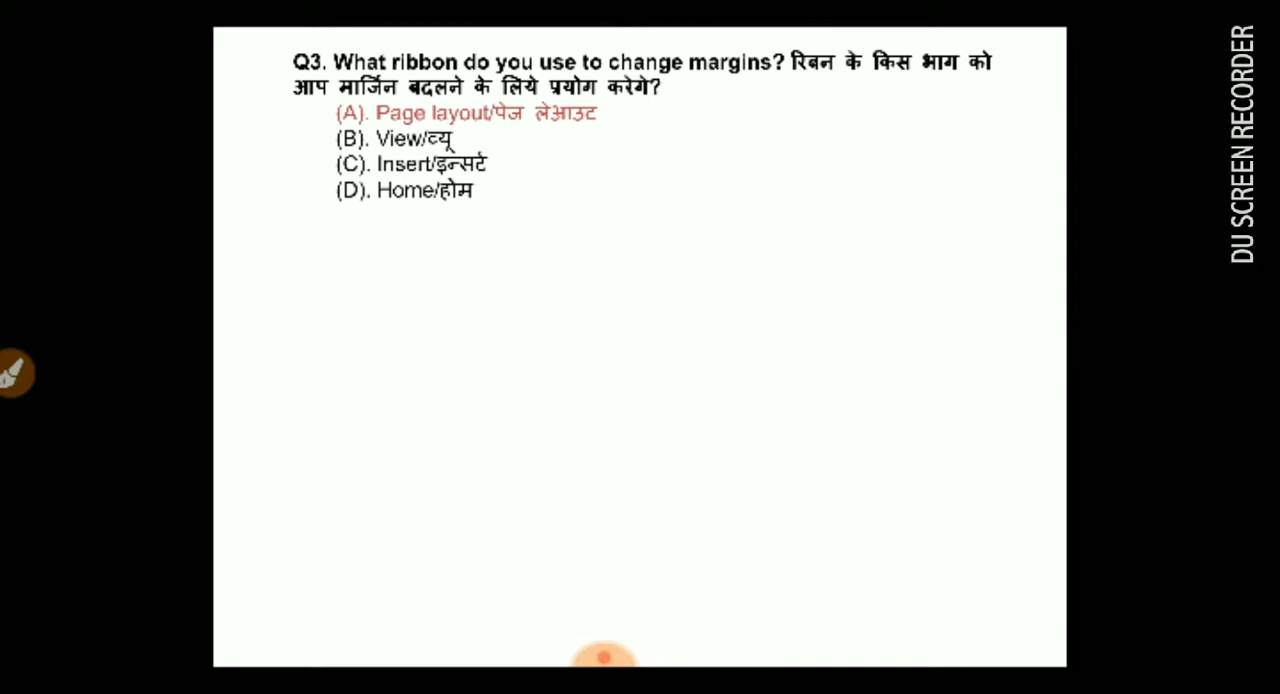 Q3. What ribbon do you use to change margins? रिबन के किस भाग को
आप मार्जिन बदलने के लिये प्रयोग करेगे?
(A). Page layout/पेज लेआउट
(B). View/व्यू
(C). Insert/इन्सर्ट
(D). Home/होम
DU SCREEN RECORDER